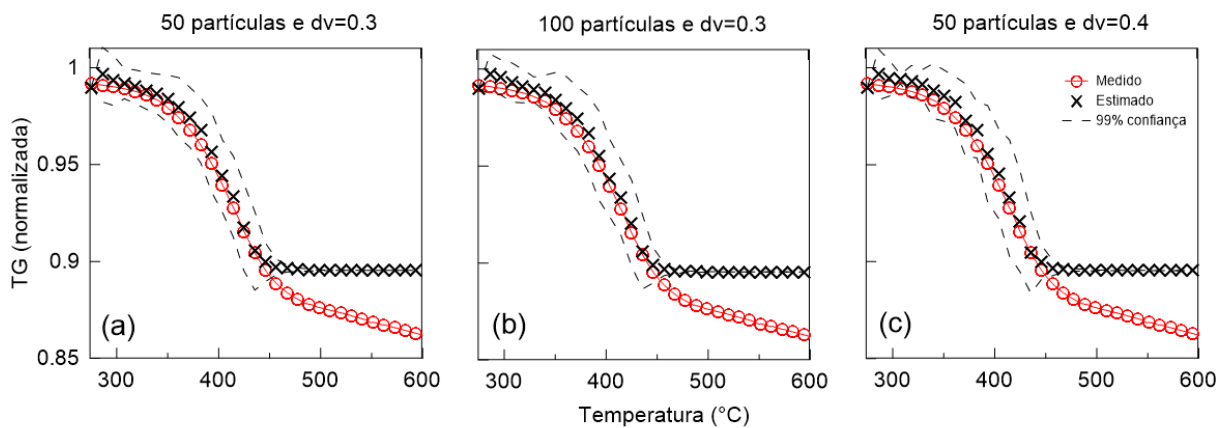 50 partículas e dv=0.3
100 partículas e dv=0.3
50 partículas e dv=0.4
TG (normalizada)
1
0.95
0.9
0.85
(a)
(b)
(c)
Medido
Estimado
99% confiança
300 400 500 600
300 400 500 600
300 400 500 600
Temperatura (°C)